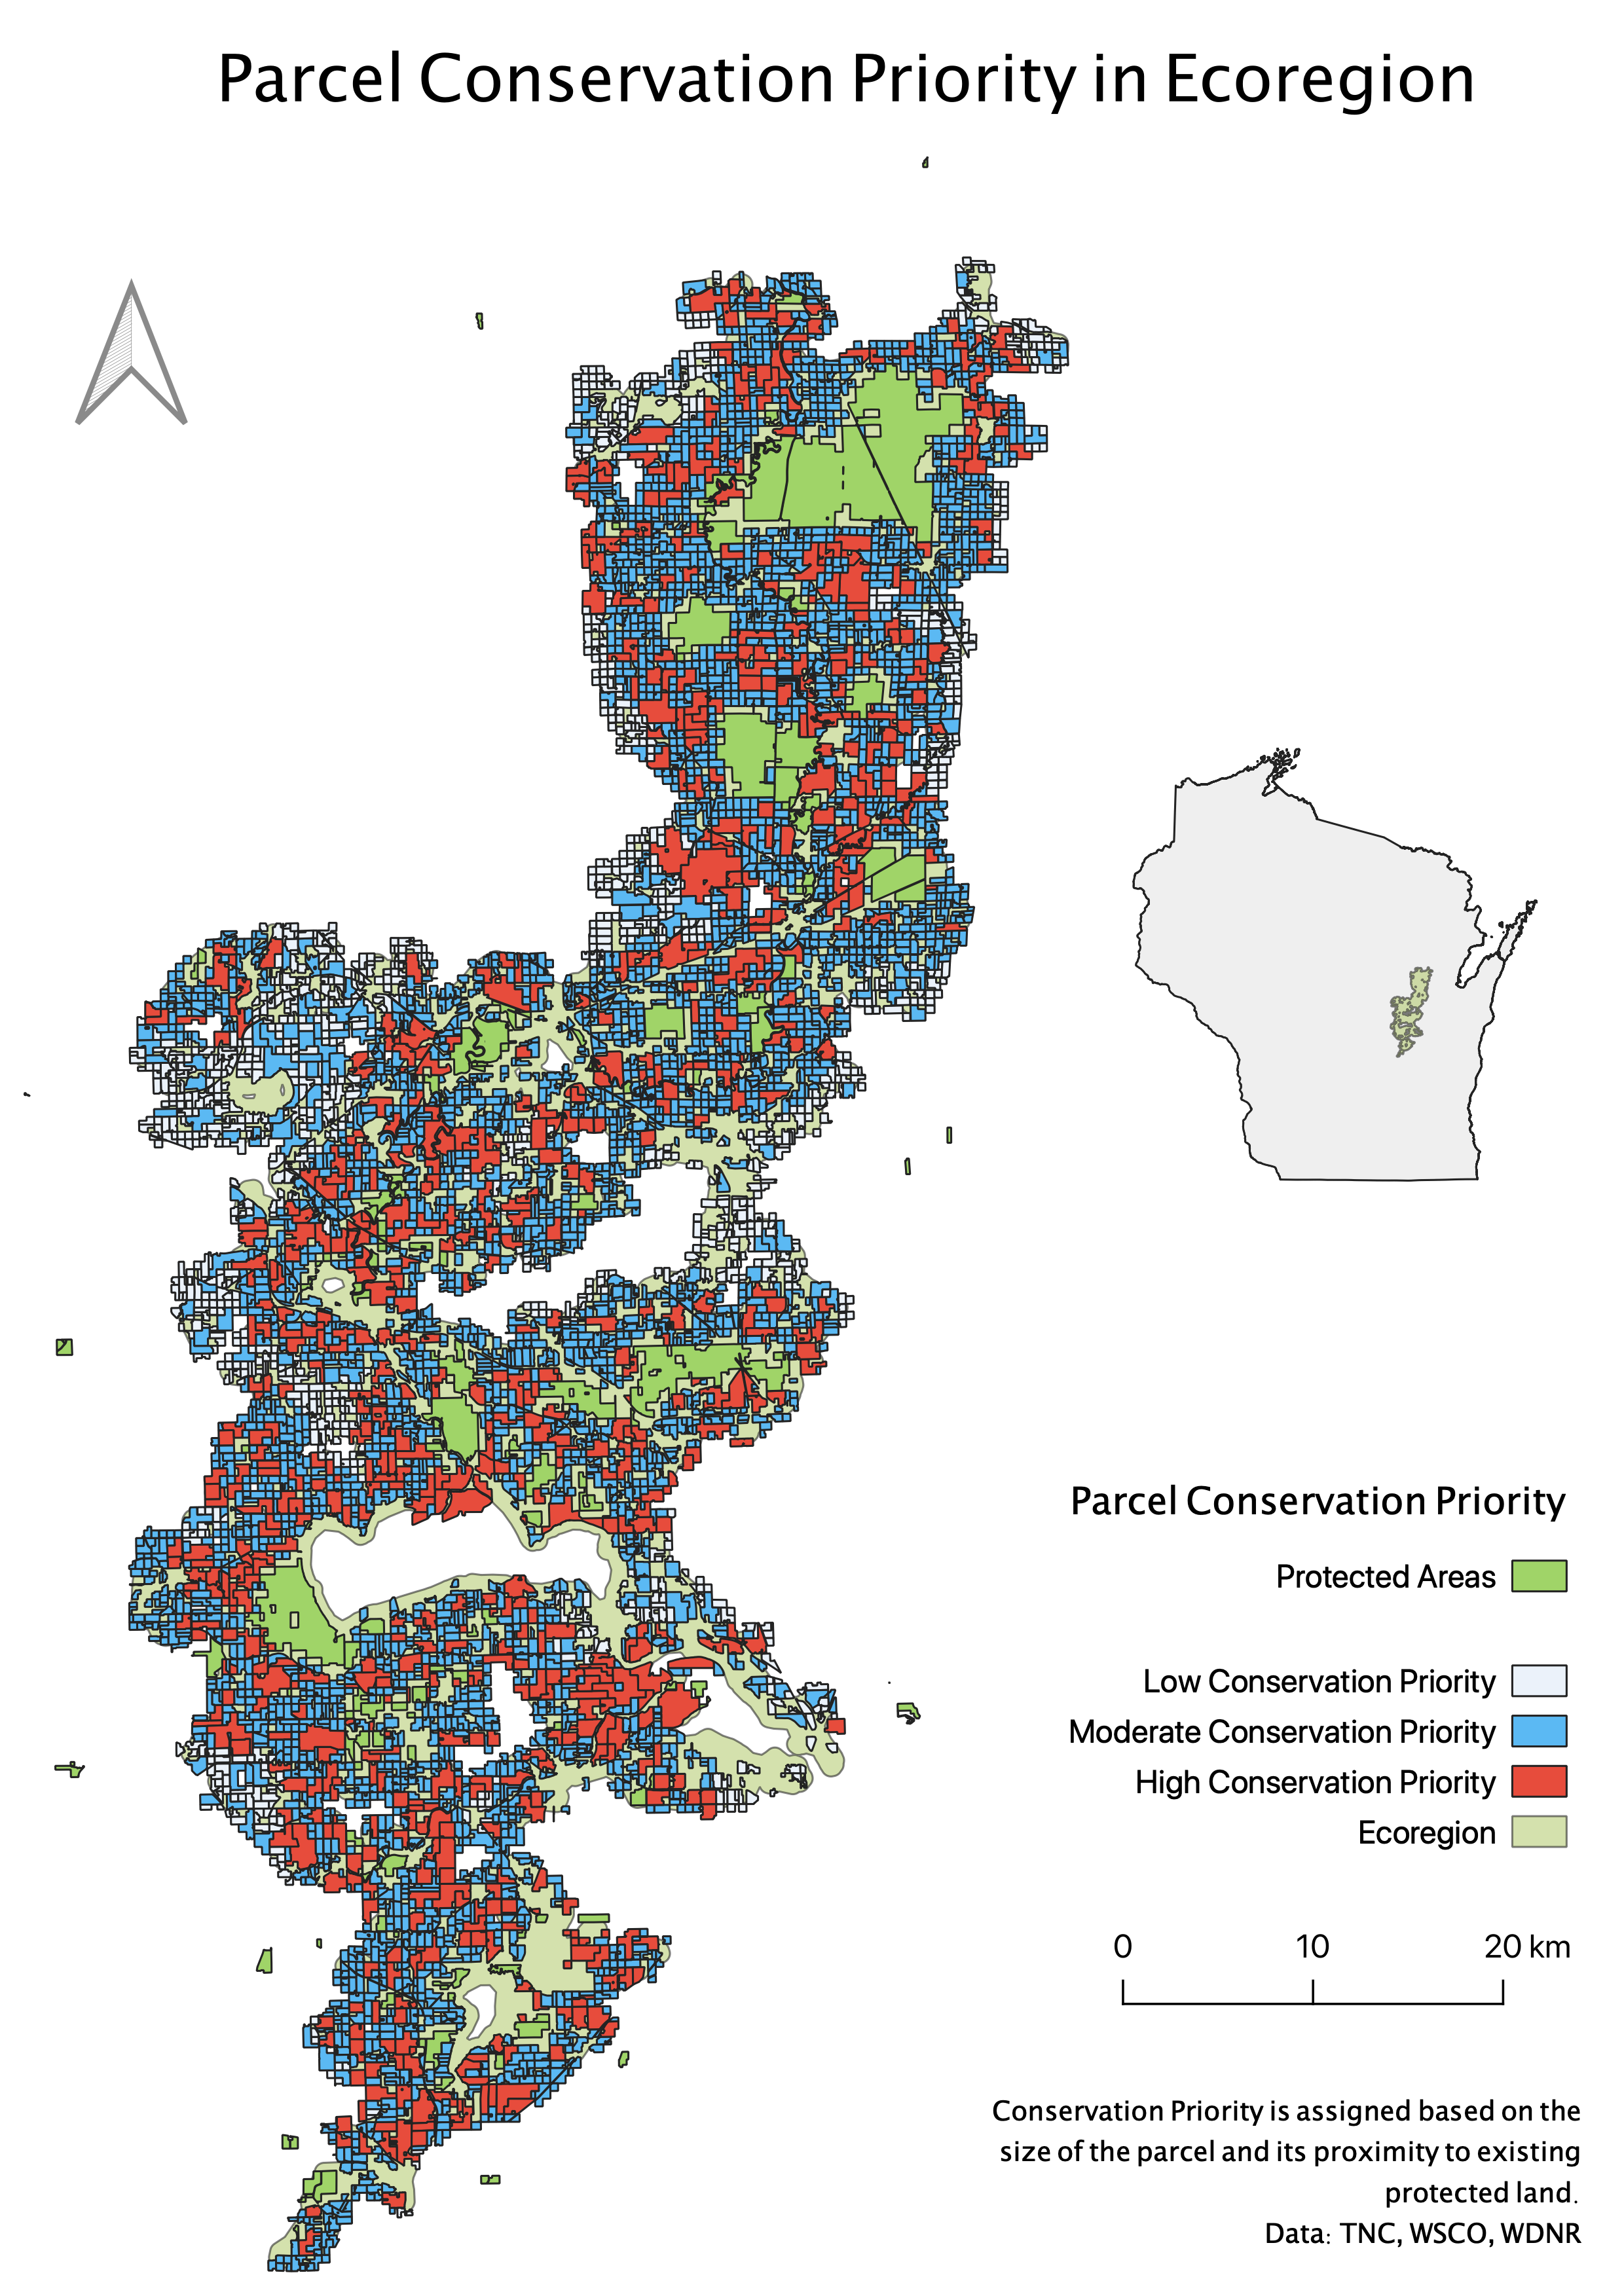 Parcel Conservation Priority in Ecoregion
Parcel Conservation Priority
Protected Areas
Low Conservation Priority
Moderate Conservation Priority
High Conservation Priority
Ecoregion
0 10 20 km
Conservation Priority is assigned based on the
size of the parcel and its proximity to existing
protected land.
Data: TNC, WSCO, WDNR